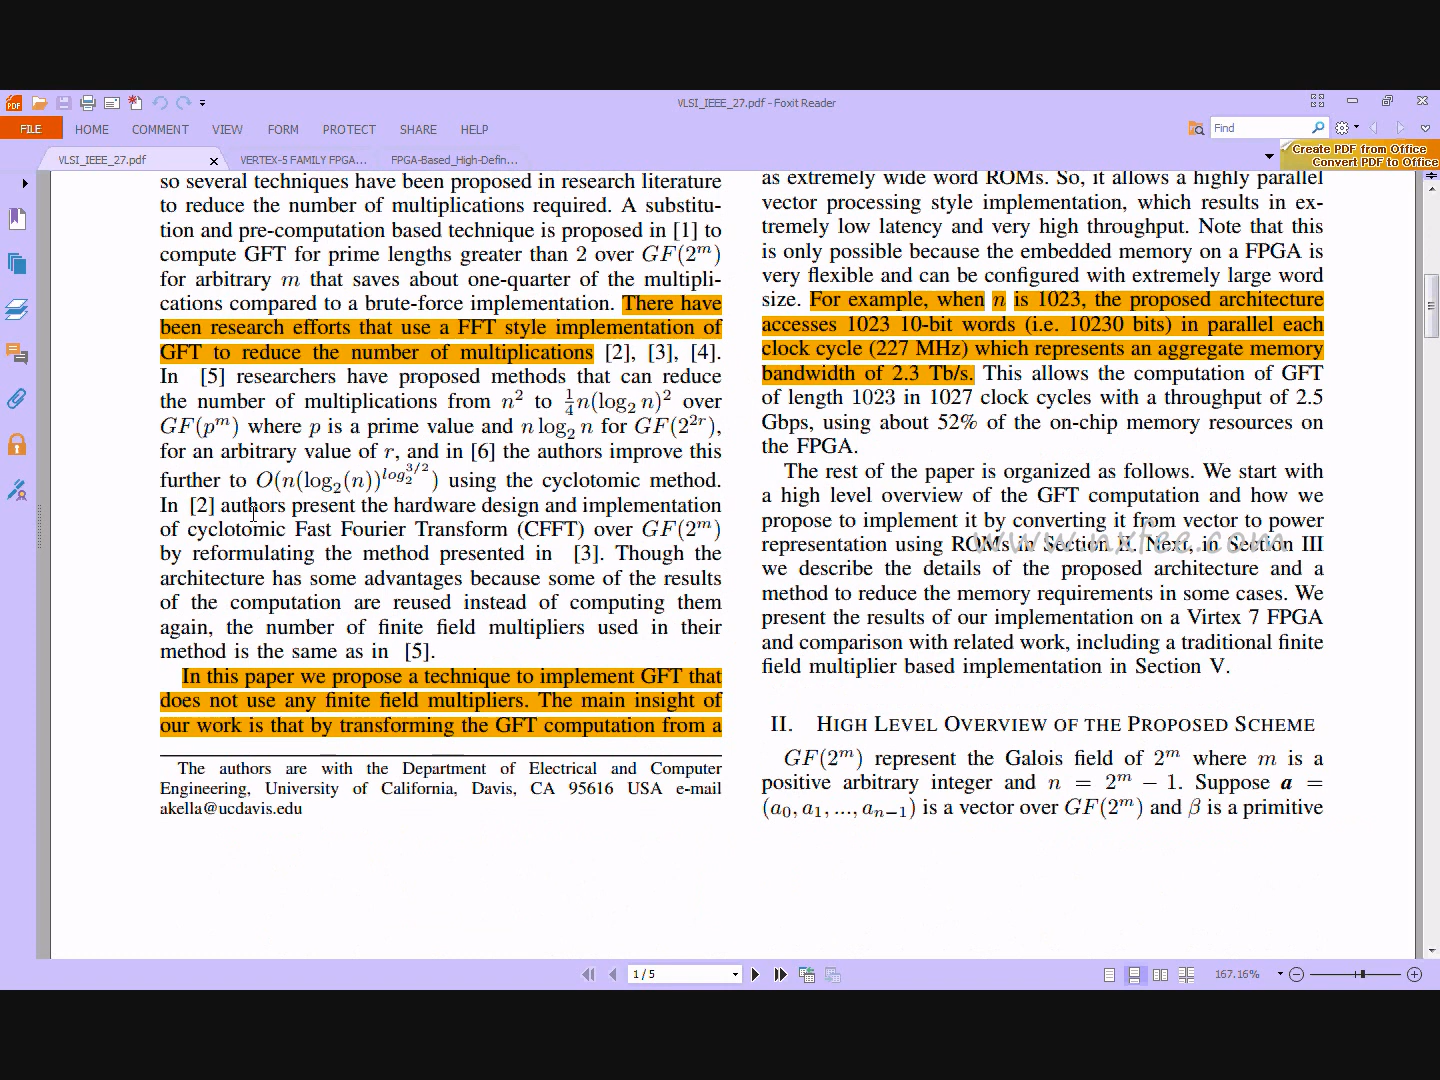 VLSI_IEEE_27.pdf - Foxit Reader
FILE HOME COMMENT VIEW FORM PROTECT SHARE HELP
Find
VLSI_IEEE_27.pdf VERTEX-5 FAMILY FPGA... FPGA-Based_High-Defin...
Create PDF from Office
Convert PDF to Office
so several techniques have been proposed in research literature
to reduce the number of multiplications required. A substitu-
tion and pre-computation based technique is proposed in [1] to
compute GFT for prime lengths greater than 2 over GF(2^m)
for arbitrary m that saves about one-quarter of the multipli-
cations compared to a brute-force implementation. There have
been research efforts that use a FFT style implementation of
GFT to reduce the number of multiplications [2], [3], [4].
In [5] researchers have proposed methods that can reduce
the number of multiplications from n² to ¼n(log₂ n)² over
GF(p^m) where p is a prime value and n log₂ n for GF(2^{2^r}),
for an arbitrary value of r, and in [6] the authors improve this
further to O(n(log₂(n))^{log_2^{3/2}}) using the cyclotomic method.
In [2] authors present the hardware design and implementation
of cyclotomic Fast Fourier Transform (CFFT) over GF(2^m)
by reformulating the method presented in [3]. Though the
architecture has some advantages because some of the results
of the computation are reused instead of computing them
again, the number of finite field multipliers used in their
method is the same as in [5].
In this paper we propose a technique to implement GFT that
does not use any finite field multipliers. The main insight of
our work is that by transforming the GFT computation from a
The authors are with the Department of Electrical and Computer
Engineering, University of California, Davis, CA 95616 USA e-mail
akella@ucdavis.edu
as extremely wide word ROMs. So, it allows a highly parallel
vector processing style implementation, which results in ex-
tremely low latency and very high throughput. Note that this
is only possible because the embedded memory on a FPGA is
very flexible and can be configured with extremely large word
size. For example, when n is 1023, the proposed architecture
accesses 1023 10-bit words (i.e. 10230 bits) in parallel each
clock cycle (227 MHz) which represents an aggregate memory
bandwidth of 2.3 Tb/s. This allows the computation of GFT
of length 1023 in 1027 clock cycles with a throughput of 2.5
Gbps, using about 52% of the on-chip memory resources on
the FPGA.
The rest of the paper is organized as follows. We start with
a high level overview of the GFT computation and how we
propose to implement it by converting it from vector to power
representation using ROMs in Section II. Next, in Section III
www.nxfee.com
we describe the details of the proposed architecture and a
method to reduce the memory requirements in some cases. We
present the results of our implementation on a Virtex 7 FPGA
and comparison with related work, including a traditional finite
field multiplier based implementation in Section V.
II. HIGH LEVEL OVERVIEW OF THE PROPOSED SCHEME
GF(2^m) represent the Galois field of 2^m where m is a
positive arbitrary integer and n = 2^m − 1. Suppose a =
(a₀, a₁, ..., aₙ₋₁) is a vector over GF(2^m) and β is a primitive
1 / 5
167.16%